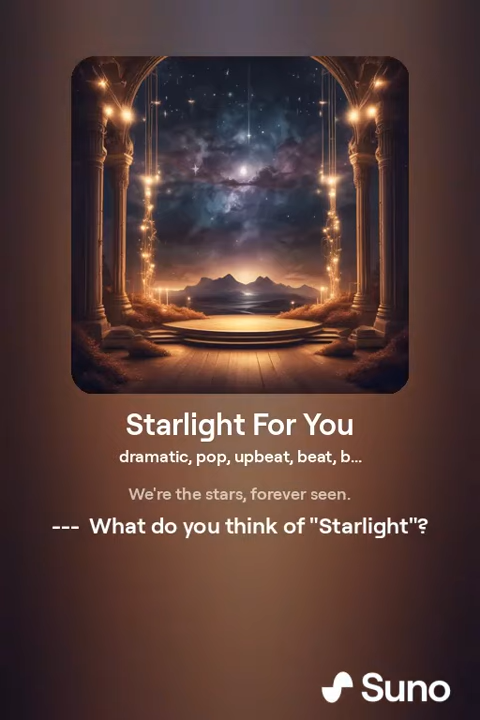 Starlight For You
dramatic, pop, upbeat, beat, b...
We're the stars, forever seen.
--- What do you think of "Starlight"?
Suno